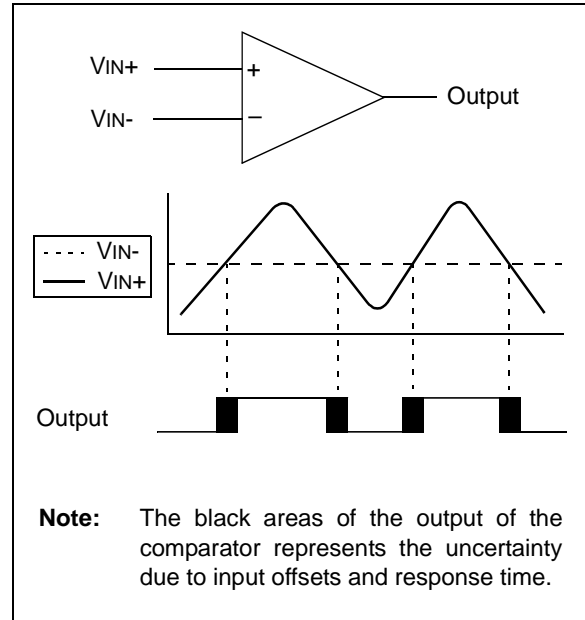 VIN+
+
Output
VIN-
−
VIN-
VIN+
Output
Note: The black areas of the output of the
comparator represents the uncertainty
due to input offsets and response time.